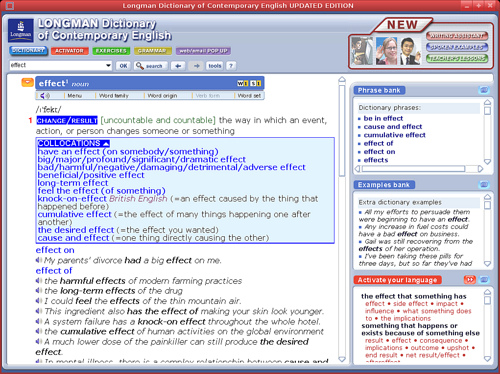 Longman Dictionary of Contemporary English UPDATED EDITION
LONGMAN Dictionary
of Contemporary English
Longman
NEW
WRITING ASSISTANT
SPOKEN EXAMPLES
TEACHER'S LESSONS
DICTIONARY ACTIVATOR EXERCISES GRAMMAR web/email POP UP
effect OK search tools ?
effect1 noun W1 S1
Menu Word family Word origin Verb form Word set
/ɪˈfekt/
1 CHANGE/RESULT [uncountable and countable] the way in which an event,
action, or person changes someone or something
COLLOCATIONS
have an effect (on somebody/something)
big/major/profound/significant/dramatic effect
bad/harmful/negative/damaging/detrimental/adverse effect
beneficial/positive effect
long-term effect
feel the effect (of something)
knock-on effect British English (=an effect caused by the thing that
happened before)
cumulative effect (=the effect of many things happening one after
another)
the desired effect (=the effect you wanted)
cause and effect (=one thing directly causing the other)
effect on
My parents' divorce had a big effect on me.
effect of
the harmful effects of modern farming practices
the long-term effects of the drug
I could feel the effects of the thin mountain air.
This ingredient also has the effect of making your skin look younger.
A system failure has a knock-on effect throughout the whole hotel.
the cumulative effect of human activities on the global environment
A much lower dose of the painkiller can still produce the desired
effect.
In mental illness, there is a complex relationship between cause and
Phrase bank
Dictionary phrases:
be in effect
cause and effect
cumulative effect
effect of
effect on
effects
Examples bank
Extra dictionary examples
All my efforts to persuade them
were beginning to have an effect.
Any increase in fuel costs could
have a bad effect on business.
Gail was still recovering from the
effects of her operation.
I've been taking these pills for
three days, but so far they've had
Activate your language
the effect that something has
effect • side effect • impact •
influence • what something does
to • the implications
something that happens or
exists because of something else
result • effect • consequence •
implications • outcome • upshot •
end result • net result/effect •
aftereffect